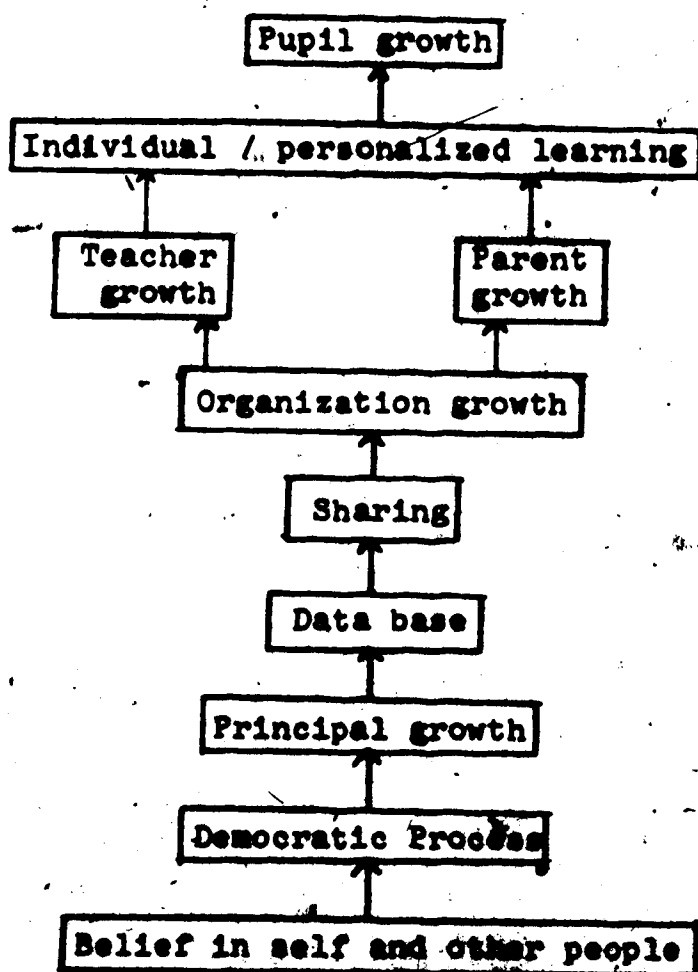 Pupil growth
Individual / personalized learning
Teacher
growth
Parent
growth
Organization growth
Sharing
Data base
Principal growth
Democratic Process
Belief in self and other people